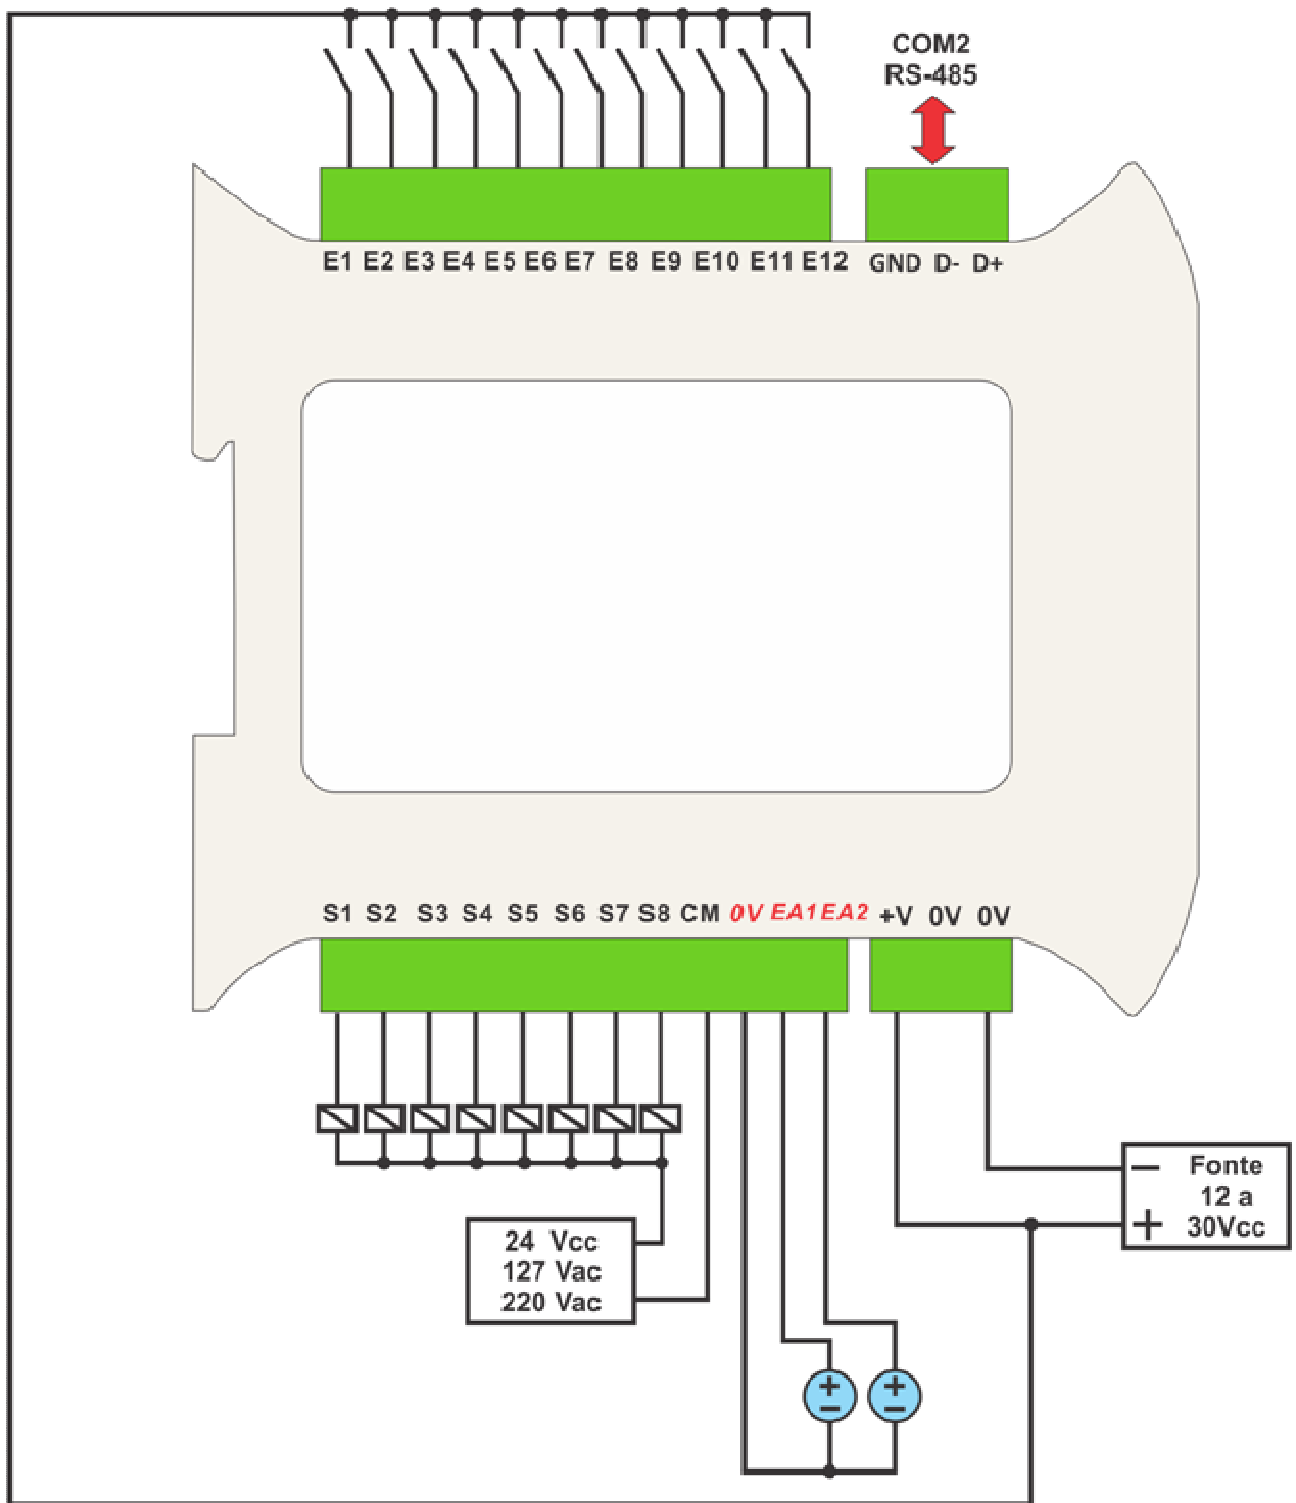 COM2
RS-485
E1 E2 E3 E4 E5 E6 E7 E8 E9 E10 E11 E12 GND D- D+
S1 S2 S3 S4 S5 S6 S7 S8 CM 0V EA1 EA2 +V 0V 0V
− Fonte
12 a
+ 30Vcc
24 Vcc
127 Vac
220 Vac
+ +
− −